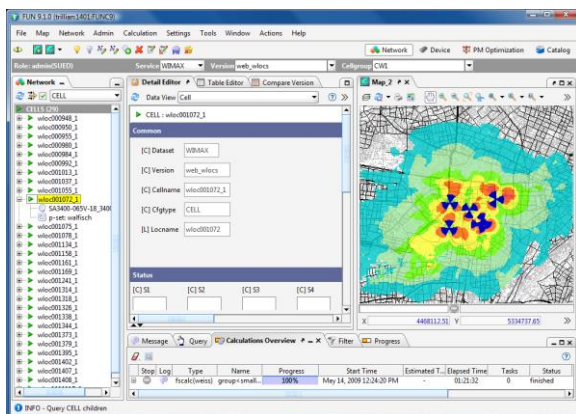 FUN 9.1.0 (trillian:1401:FUNC9)
File Map Network Admin Calculation Settings Tools Window Actions Help
Network Device PM Optimization Catalog
Role: admin(SUED) Service WIMAX Version web_wlocs Cellgroup CW1
Network
CELL
CELLS (29)
wloc000948_1
wloc000950_1
wloc000955_1
wloc000980_1
wloc000984_1
wloc000992_1
wloc001013_1
wloc001037_1
wloc001055_1
wloc001072_1
SA3400-065V-18_3400
p-set: walfisch
wloc001075_1
wloc001078_1
wloc001134_1
wloc001158_1
wloc001161_1
wloc001169_1
wloc001241_1
wloc001314_1
wloc001318_1
wloc001326_1
wloc001338_1
wloc001344_1
wloc001373_1
wloc001379_1
wloc001395_1
wloc001402_1
wloc001407_1
wloc001408_1
Detail Editor Table Editor Compare Version
Data View Cell
CELL : wloc001072_1
Common
[C] Dataset WIMAX
[C] Version web_wlocs
[C] Cellname wloc001072_1
[C] Cfgtype CELL
[L] Locname wloc001072
Status
[C] S1 [C] S2 [C] S3 [C] S4
Map_2
X 4468112.51 Y 5334737.65
Message Query Calculations Overview Filter Progress
Stop Log Type Name Progress Start Time Estimated T... Elapsed Time Tasks Status
fscalc(weiss) group<small... 100% May 14, 2009 12:24:20 PM - 01:21:32 0 finished
INFO - Query CELL children